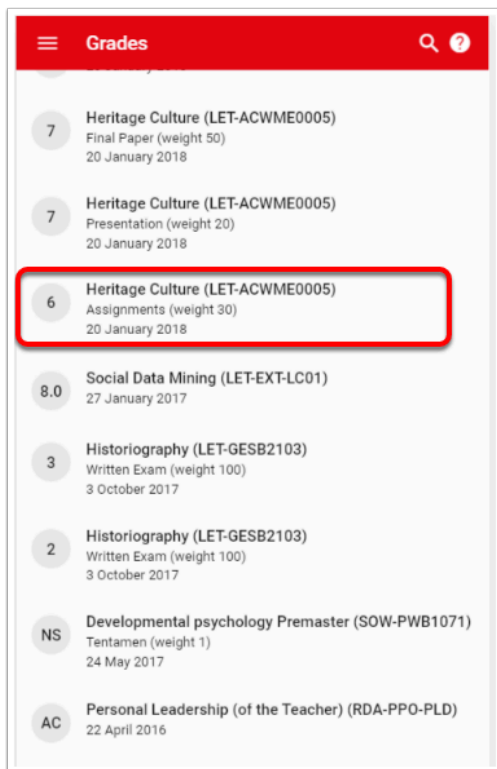 Grades
?
Heritage Culture (LET-ACWME0005)
7
Final Paper (weight 50)
20 January 2018
Heritage Culture (LET-ACWME0005)
7
Presentation (weight 20)
20 January 2018
Heritage Culture (LET-ACWME0005)
6
Assignments (weight 30)
20 January 2018
Social Data Mining (LET-EXT-LC01)
8.0
27 January 2017
Historiography (LET-GESB2103)
3
Written Exam (weight 100)
3 October 2017
Historiography (LET-GESB2103)
2
Written Exam (weight 100)
3 October 2017
Developmental psychology Premaster (SOW-PWB1071)
NS
Tentamen (weight 1)
24 May 2017
Personal Leadership (of the Teacher) (RDA-PPO-PLD)
AC
22 April 2016